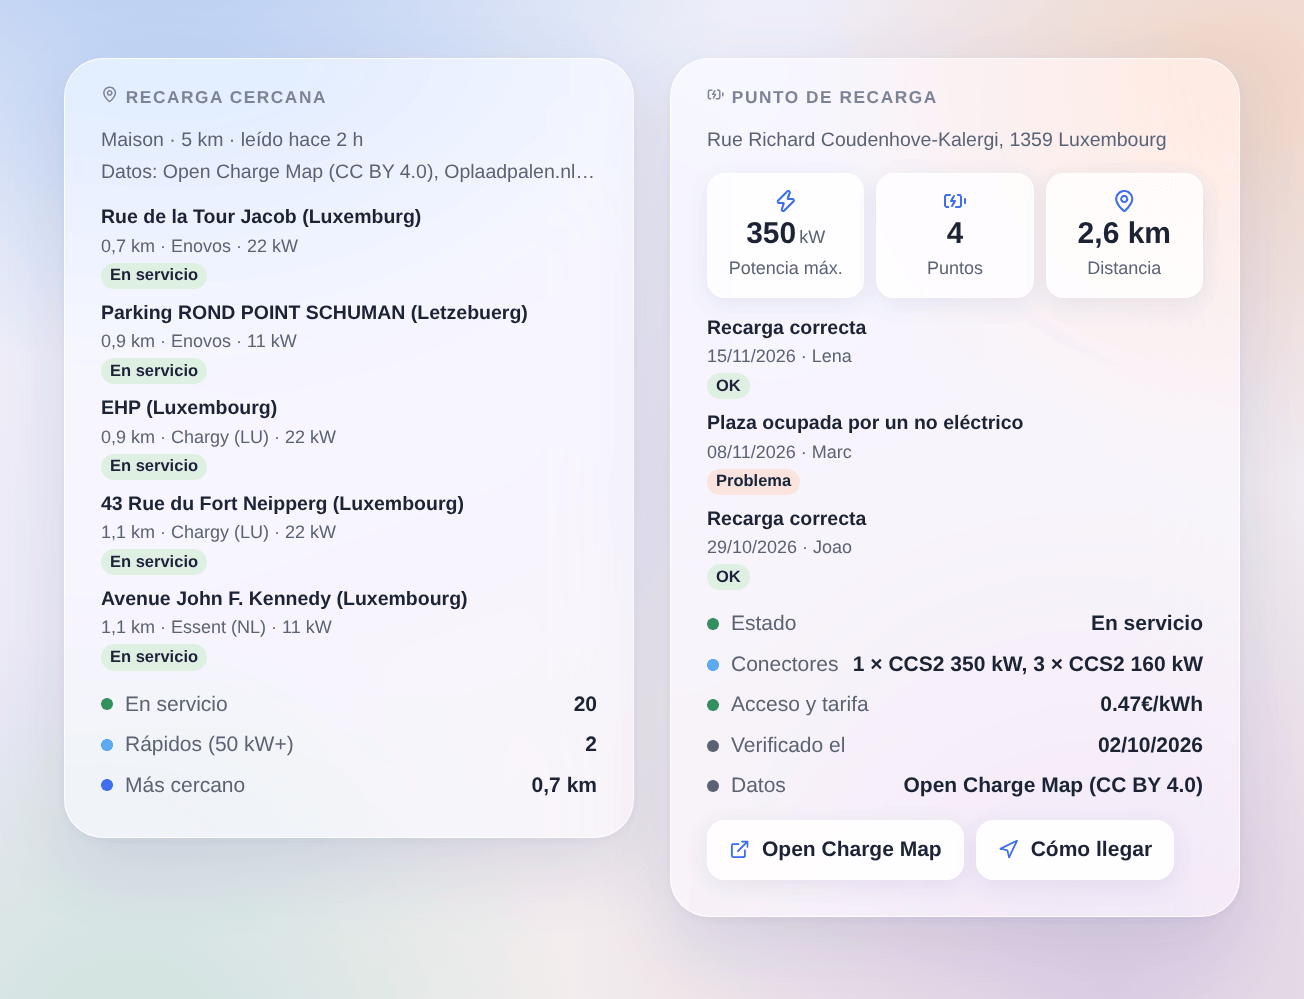 RECARGA CERCANA
Maison · 5 km · leído hace 2 h
Datos: Open Charge Map (CC BY 4.0), Oplaadpalen.nl…
Rue de la Tour Jacob (Luxemburg)
0,7 km · Enovos · 22 kW
En servicio
Parking ROND POINT SCHUMAN (Letzebuerg)
0,9 km · Enovos · 11 kW
En servicio
EHP (Luxembourg)
0,9 km · Chargy (LU) · 22 kW
En servicio
43 Rue du Fort Neipperg (Luxembourg)
1,1 km · Chargy (LU) · 22 kW
En servicio
Avenue John F. Kennedy (Luxembourg)
1,1 km · Essent (NL) · 11 kW
En servicio
En servicio 20
Rápidos (50 kW+) 2
Más cercano 0,7 km
PUNTO DE RECARGA
Rue Richard Coudenhove-Kalergi, 1359 Luxembourg
350 kW 4 2,6 km
Potencia máx. Puntos Distancia
Recarga correcta
15/11/2026 · Lena
OK
Plaza ocupada por un no eléctrico
08/11/2026 · Marc
Problema
Recarga correcta
29/10/2026 · Joao
OK
Estado En servicio
Conectores 1 × CCS2 350 kW, 3 × CCS2 160 kW
Acceso y tarifa 0.47€/kWh
Verificado el 02/10/2026
Datos Open Charge Map (CC BY 4.0)
Open Charge Map Cómo llegar